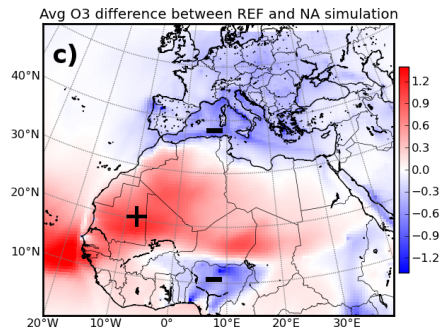 Avg O3 difference between REF and NA simulation
c)
40°N
30°N
20°N
10°N
20°W 10°W 0° 10°E 20°E 30°E
+
−
−
1.2
0.9
0.6
0.3
0.0
−0.3
−0.6
−0.9
−1.2